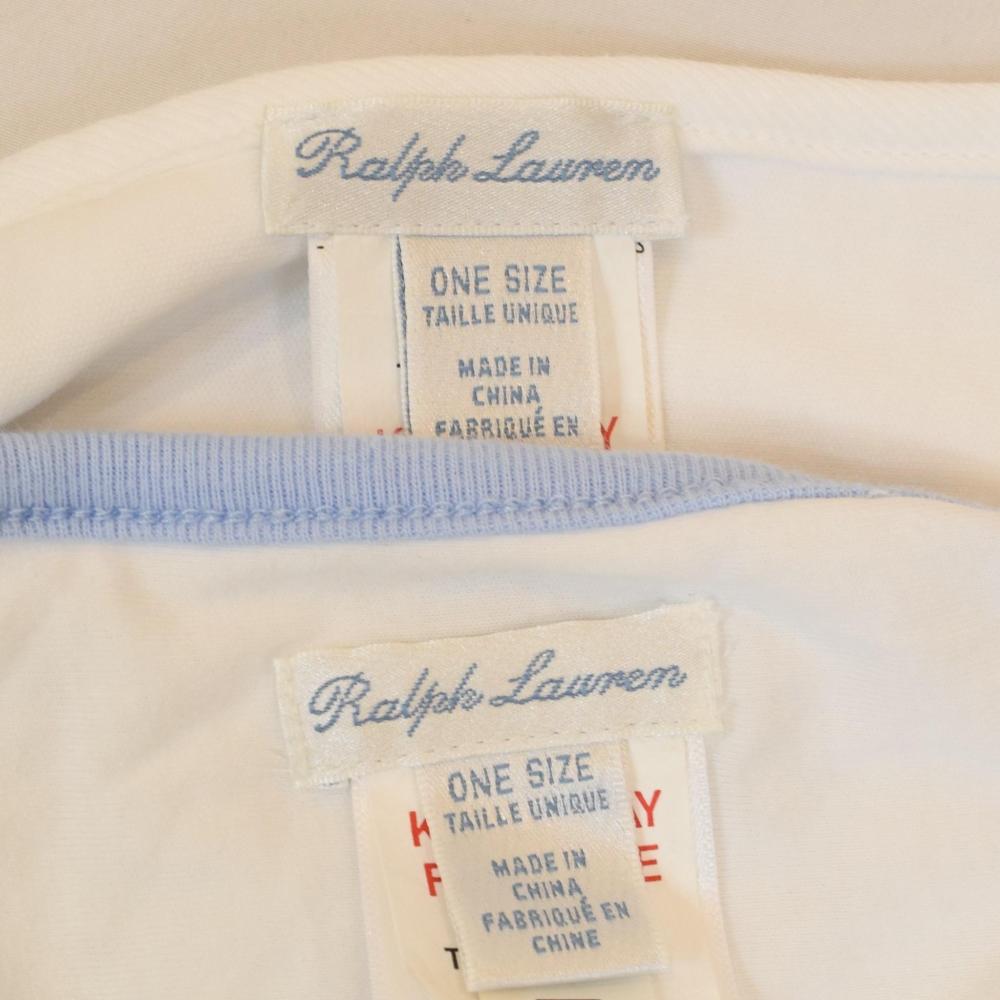 Ralph Lauren
ONE SIZE
TAILLE UNIQUE
MADE IN
CHINA
FABRIQUÉ EN
Ralph Lauren
ONE SIZE
TAILLE UNIQUE
MADE IN
CHINA
FABRIQUÉ EN
CHINE